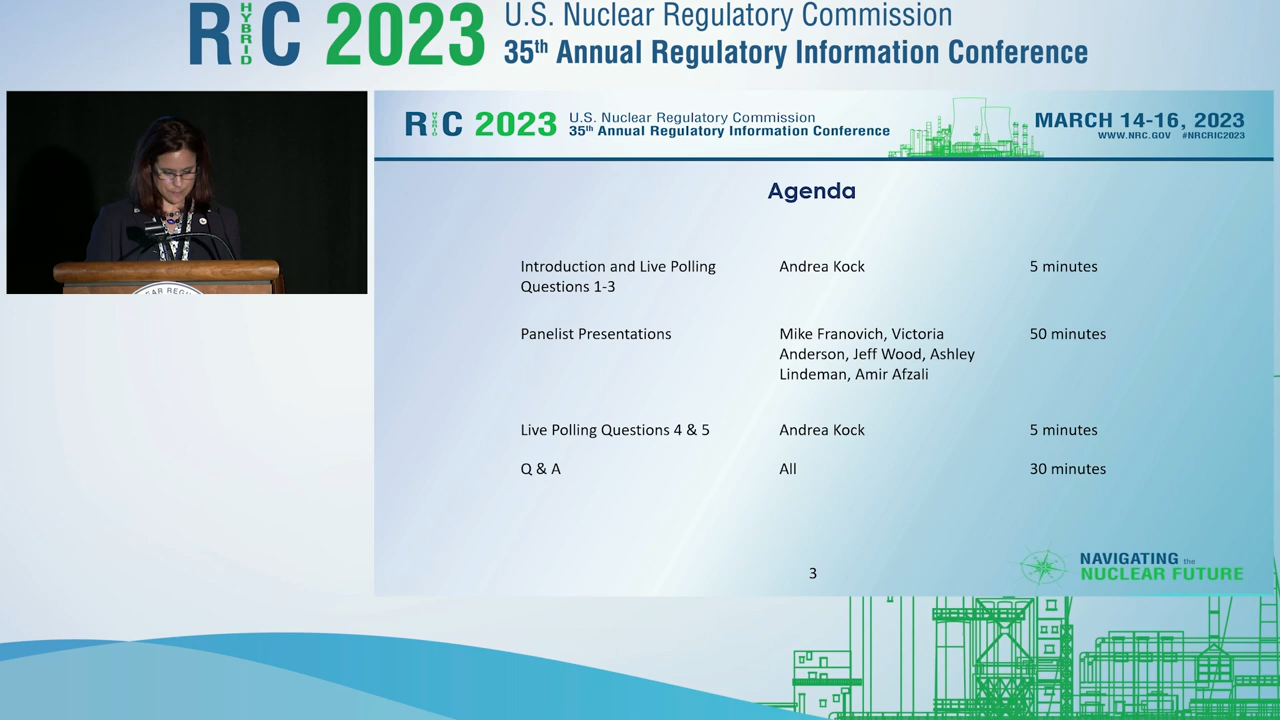 RIC 2023
HYBRID
U.S. Nuclear Regulatory Commission
35th Annual Regulatory Information Conference
RIC 2023
HYBRID
U.S. Nuclear Regulatory Commission
35th Annual Regulatory Information Conference
MARCH 14-16, 2023
WWW.NRC.GOV #NRCRIC2023
Agenda
Introduction and Live Polling
Questions 1-3
Andrea Kock
5 minutes
Panelist Presentations
Mike Franovich, Victoria
Anderson, Jeff Wood, Ashley
Lindeman, Amir Afzali
50 minutes
Live Polling Questions 4 & 5
Andrea Kock
5 minutes
Q & A
All
30 minutes
3
NAVIGATING the
NUCLEAR FUTURE